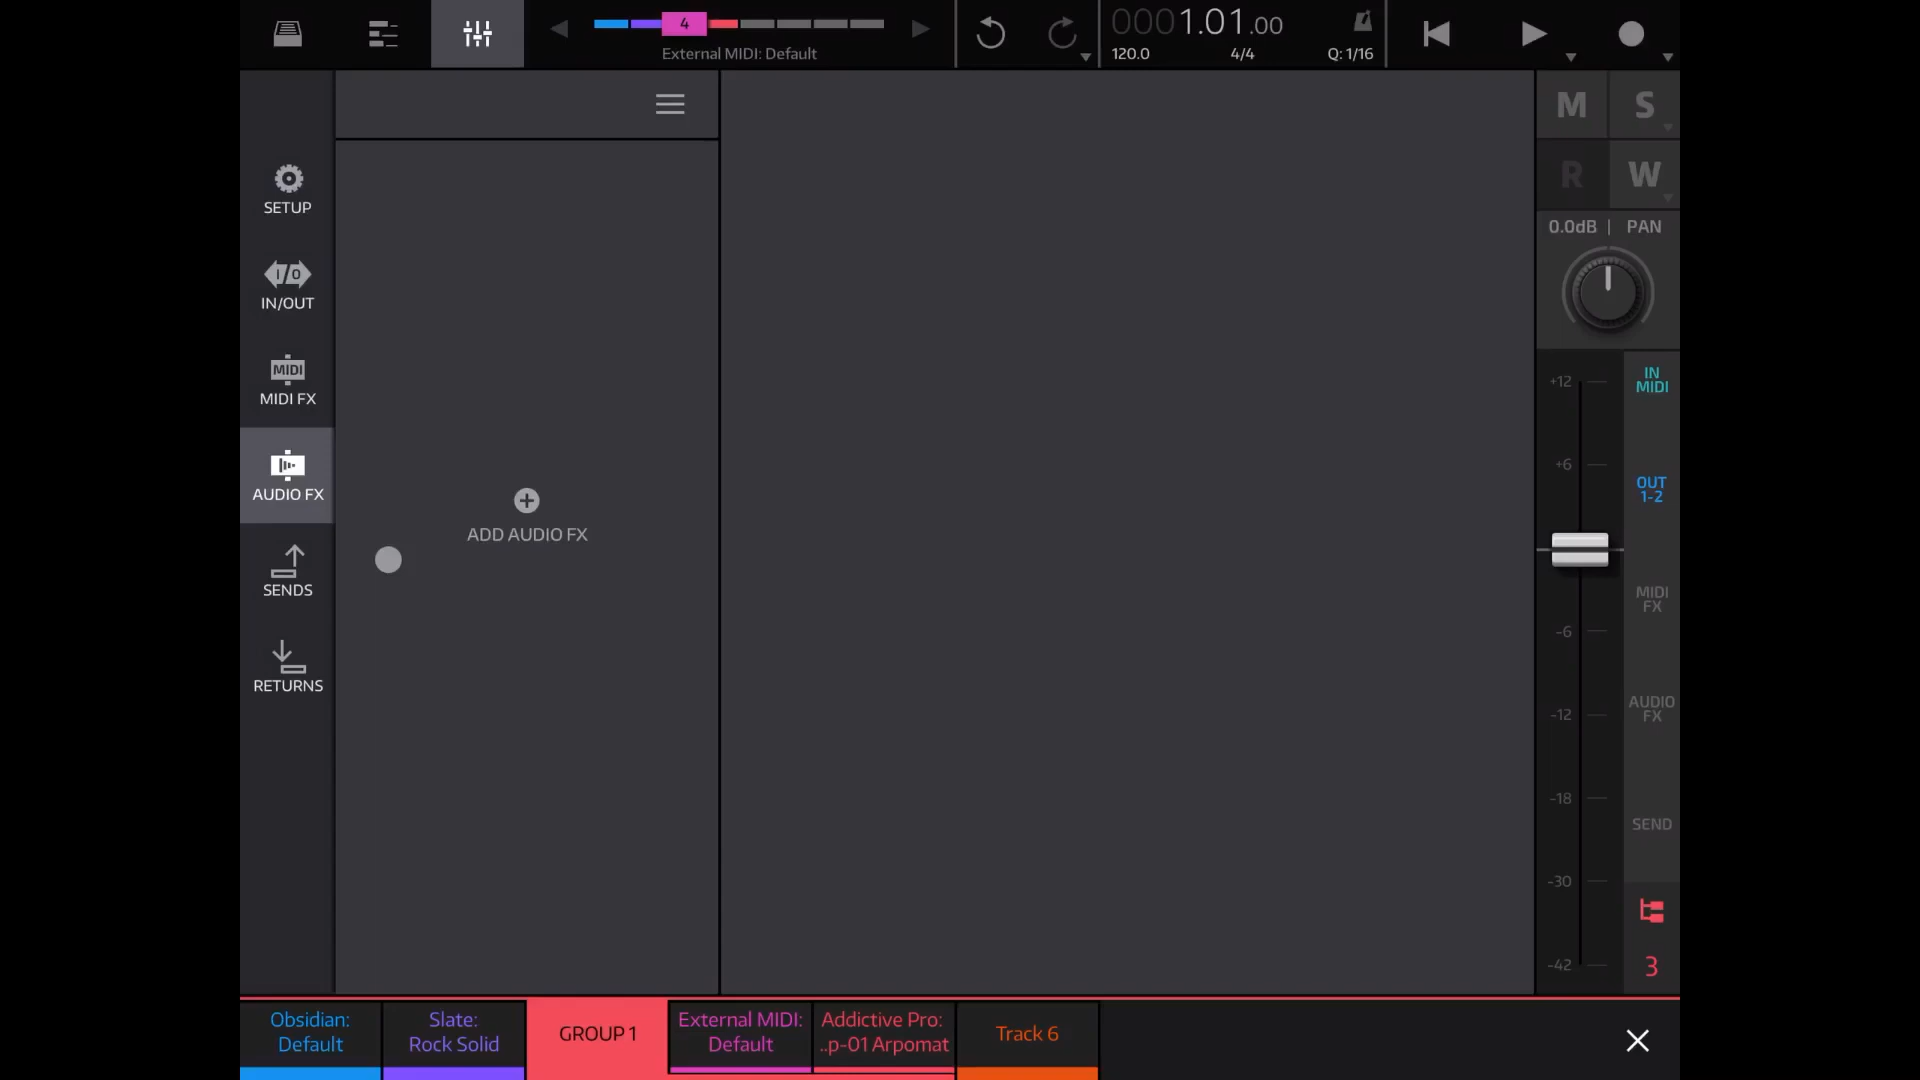 4
External MIDI: Default
0001.01.00
120.0
4/4
Q: 1/16
M
S
SETUP
R
W
0.0dB | PAN
I/O
IN/OUT
MIDI
MIDI FX
+12
IN
MIDI
AUDIO FX
+6
OUT
1-2
ADD AUDIO FX
SENDS
MIDI
FX
-6
RETURNS
-12
AUDIO
FX
-18
SEND
-30
-42
3
Obsidian:
Default
Slate:
Rock Solid
GROUP 1
External MIDI:
Default
Addictive Pro:
..p-01 Arpomat
Track 6